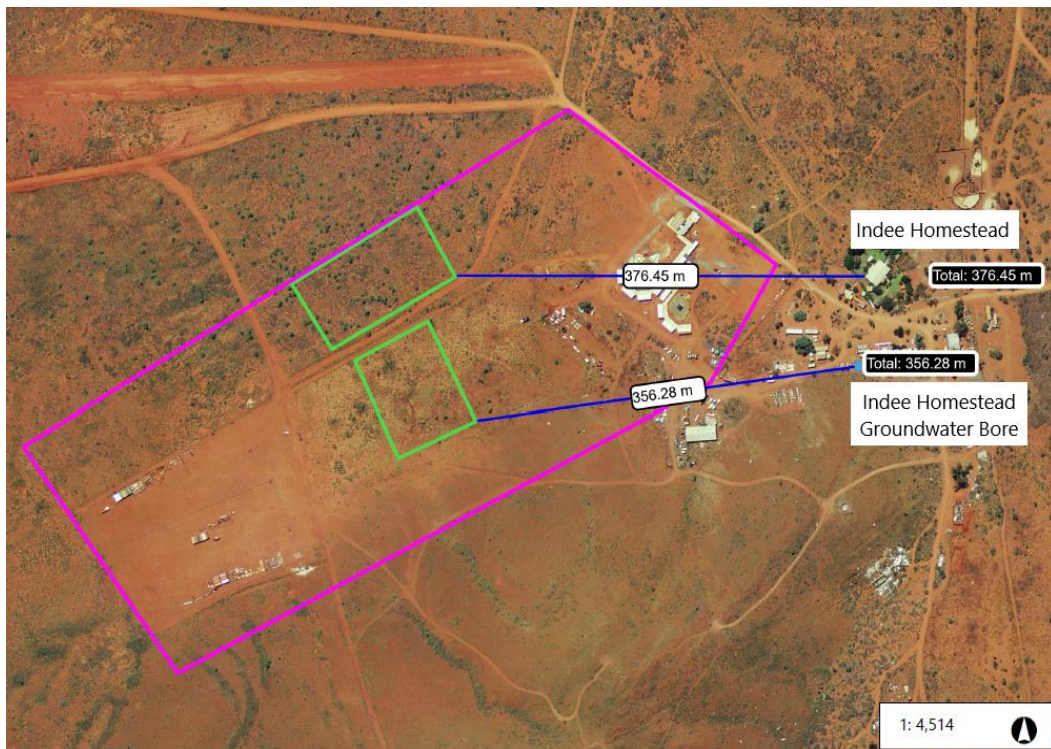 Indee Homestead
376.45 m
Total: 376.45 m
Total: 356.28 m
356.28 m
Indee Homestead
Groundwater Bore
1: 4,514